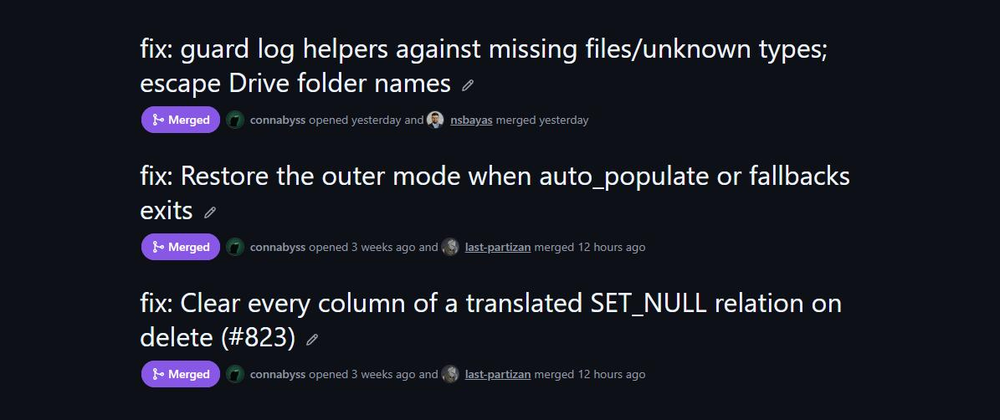 fix: guard log helpers against missing files/unknown types;
escape Drive folder names
Merged connabyss opened yesterday and nsbayas merged yesterday
fix: Restore the outer mode when auto_populate or fallbacks
exits
Merged connabyss opened 3 weeks ago and last-partizan merged 12 hours ago
fix: Clear every column of a translated SET_NULL relation on
delete (#823)
Merged connabyss opened 3 weeks ago and last-partizan merged 12 hours ago